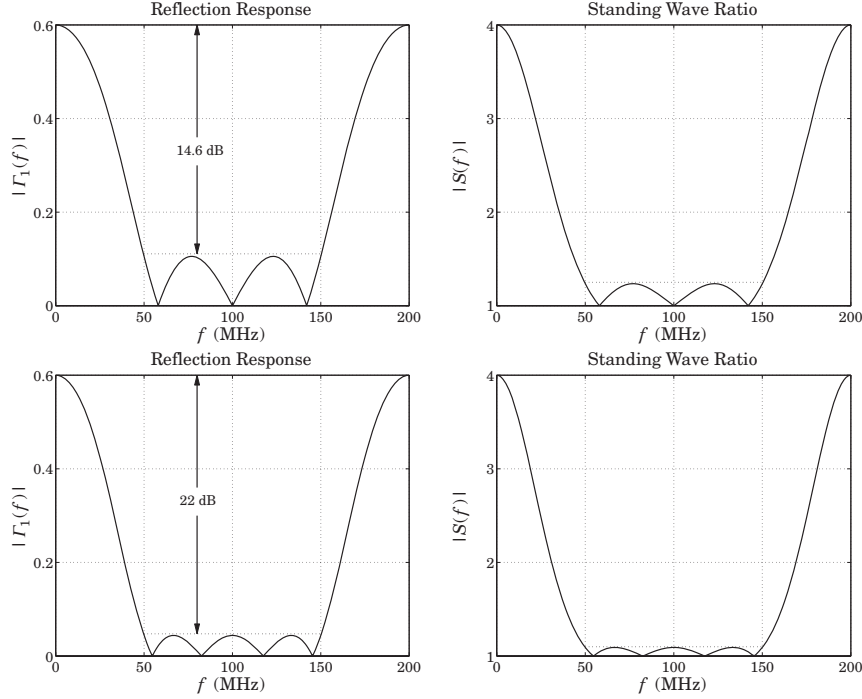 Reflection Response
0.6
0.4
0.2
0
|Γ1(f)|
14.6 dB
0 50 100 150 200
f (MHz)
Standing Wave Ratio
4
3
2
1
|S(f)|
0 50 100 150 200
f (MHz)
Reflection Response
0.6
0.4
0.2
0
|Γ1(f)|
22 dB
0 50 100 150 200
f (MHz)
Standing Wave Ratio
4
3
2
1
|S(f)|
0 50 100 150 200
f (MHz)